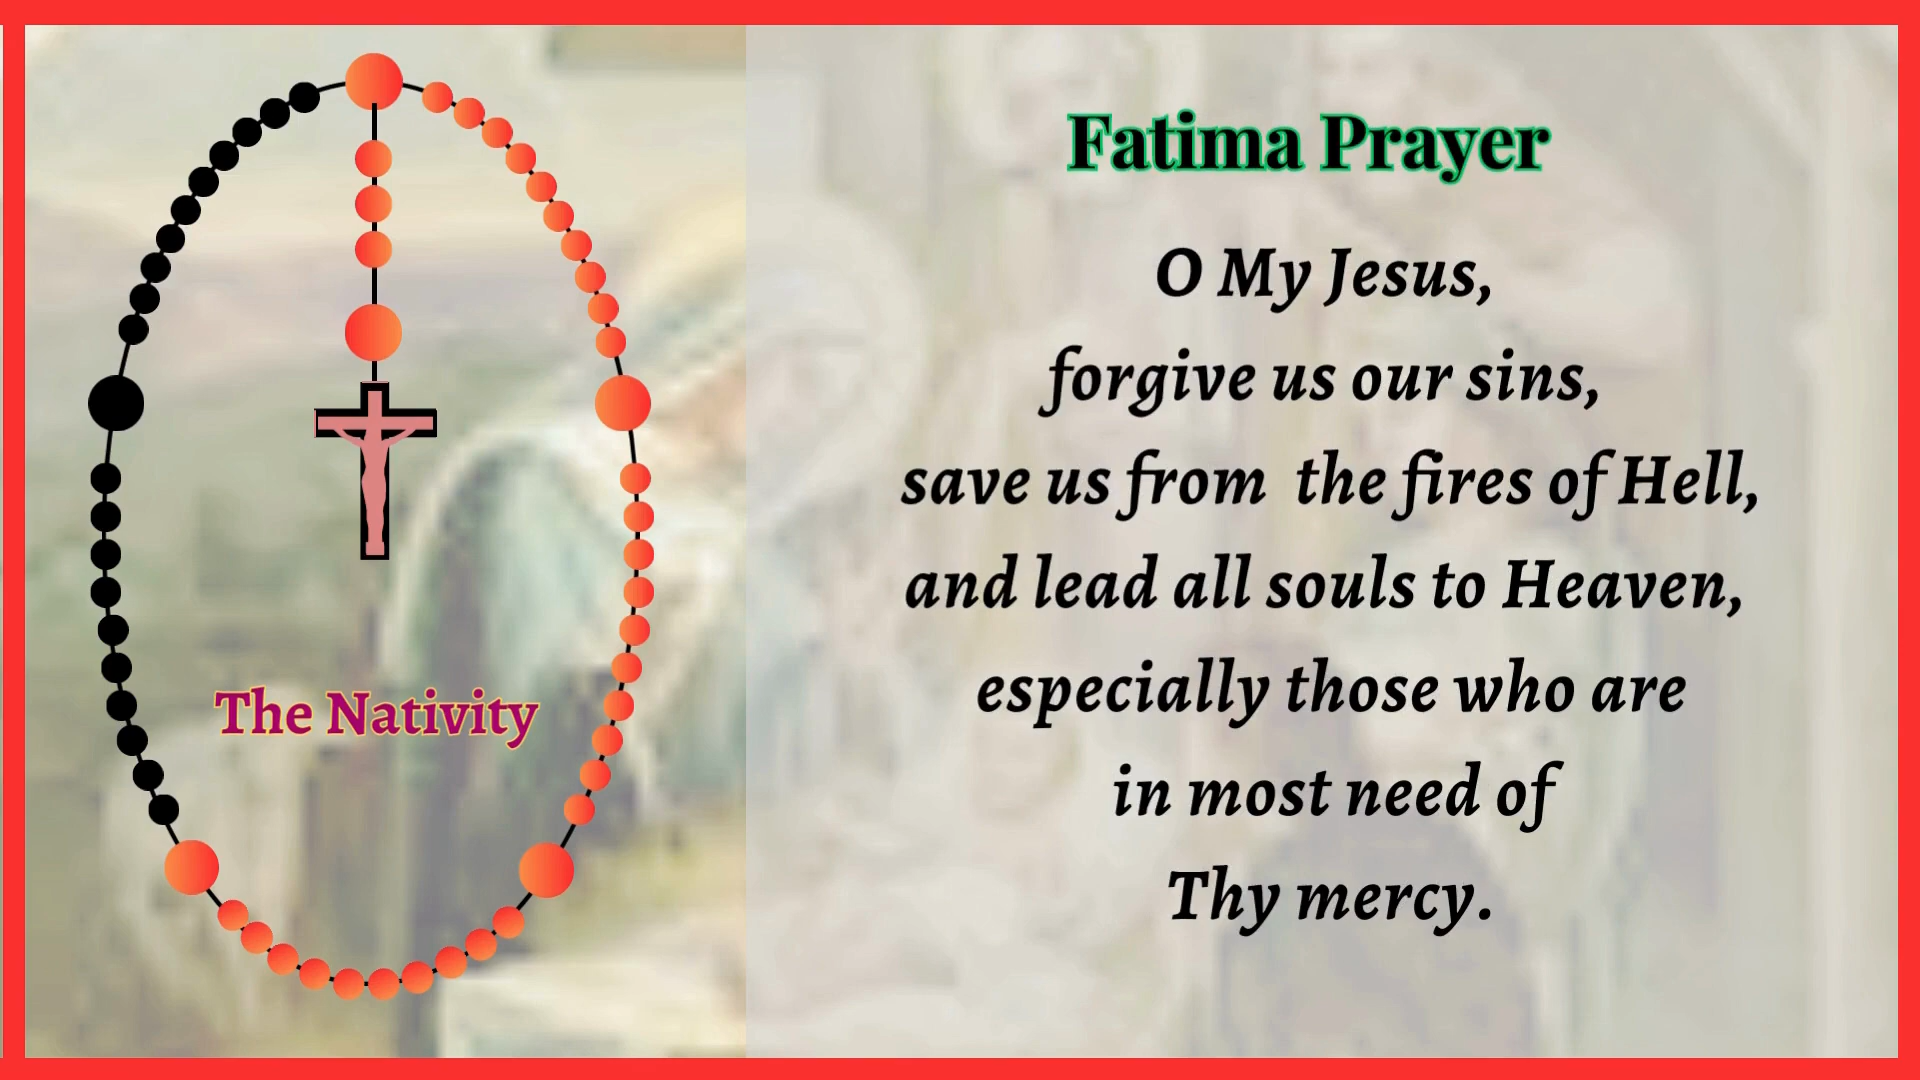 The Nativity
Fatima Prayer
O My Jesus,
forgive us our sins,
save us from the fires of Hell,
and lead all souls to Heaven,
especially those who are
in most need of
Thy mercy.